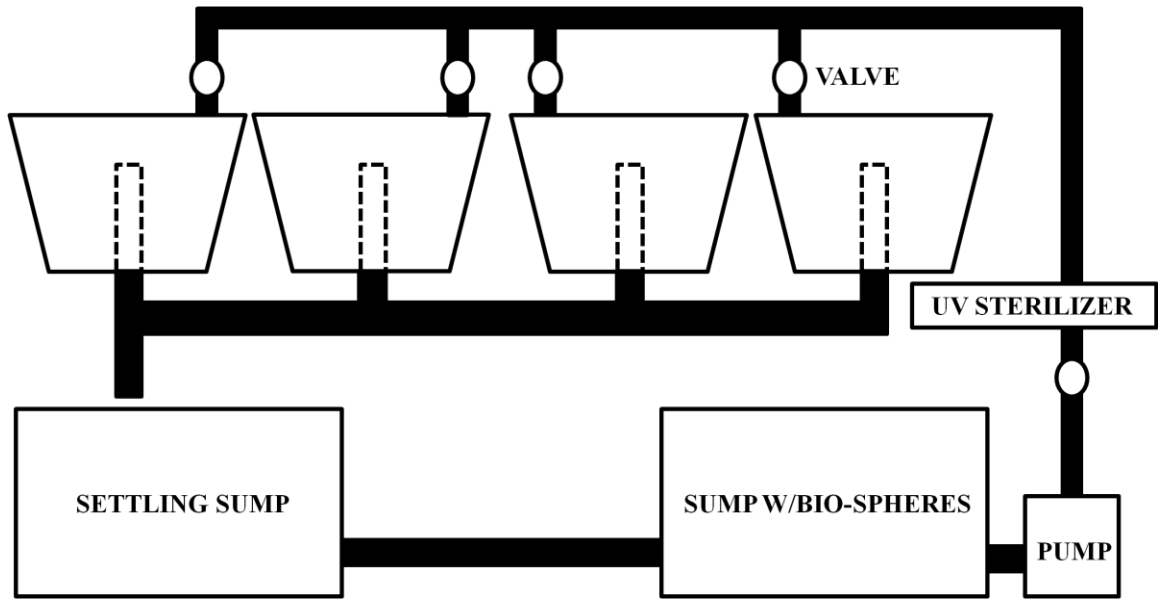 VALVE
UV STERILIZER
SETTLING SUMP
SUMP W/BIO-SPHERES
PUMP